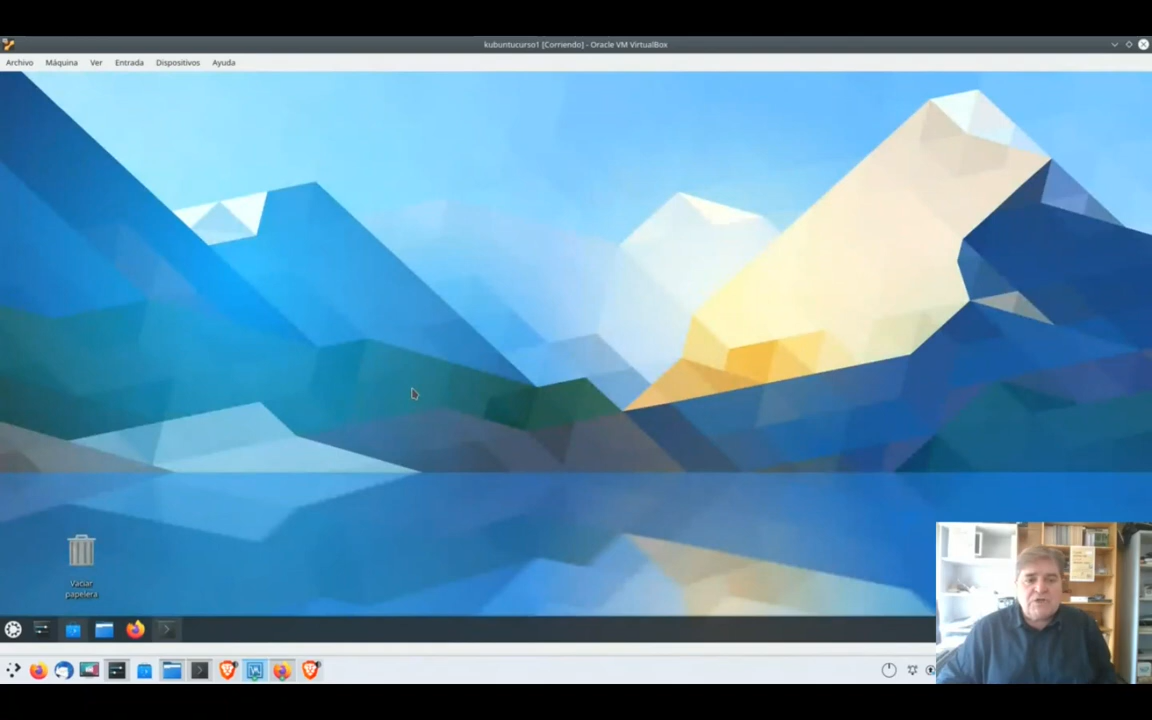 kubuntucurso1 [Corriendo] - Oracle VM VirtualBox
Archivo Máquina Ver Entrada Dispositivos Ayuda
Vaciar
papelera